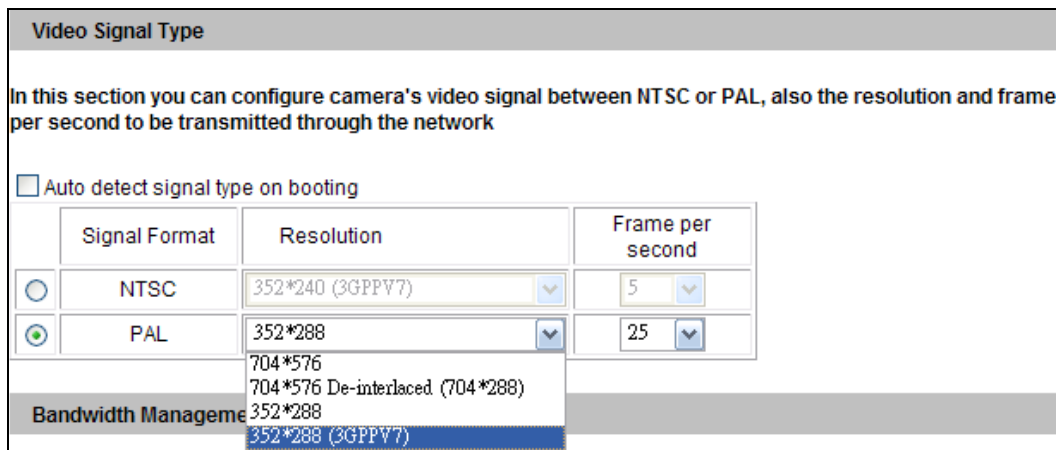 Video Signal Type
In this section you can configure camera's video signal between NTSC or PAL, also the resolution and frame
per second to be transmitted through the network
Auto detect signal type on booting
Signal Format Resolution Frame per second
NTSC 352*240 (3GPPV7) 5
PAL 352*288 25
704*576
704*576 De-interlaced (704*288)
352*288
352*288 (3GPPV7)
Bandwidth Manageme